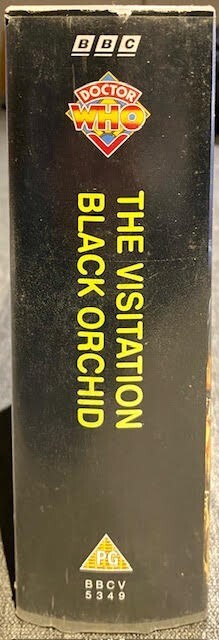 BBC
DOCTOR
WHO
THE VISITATION
BLACK ORCHID
PG
BBCV
5349